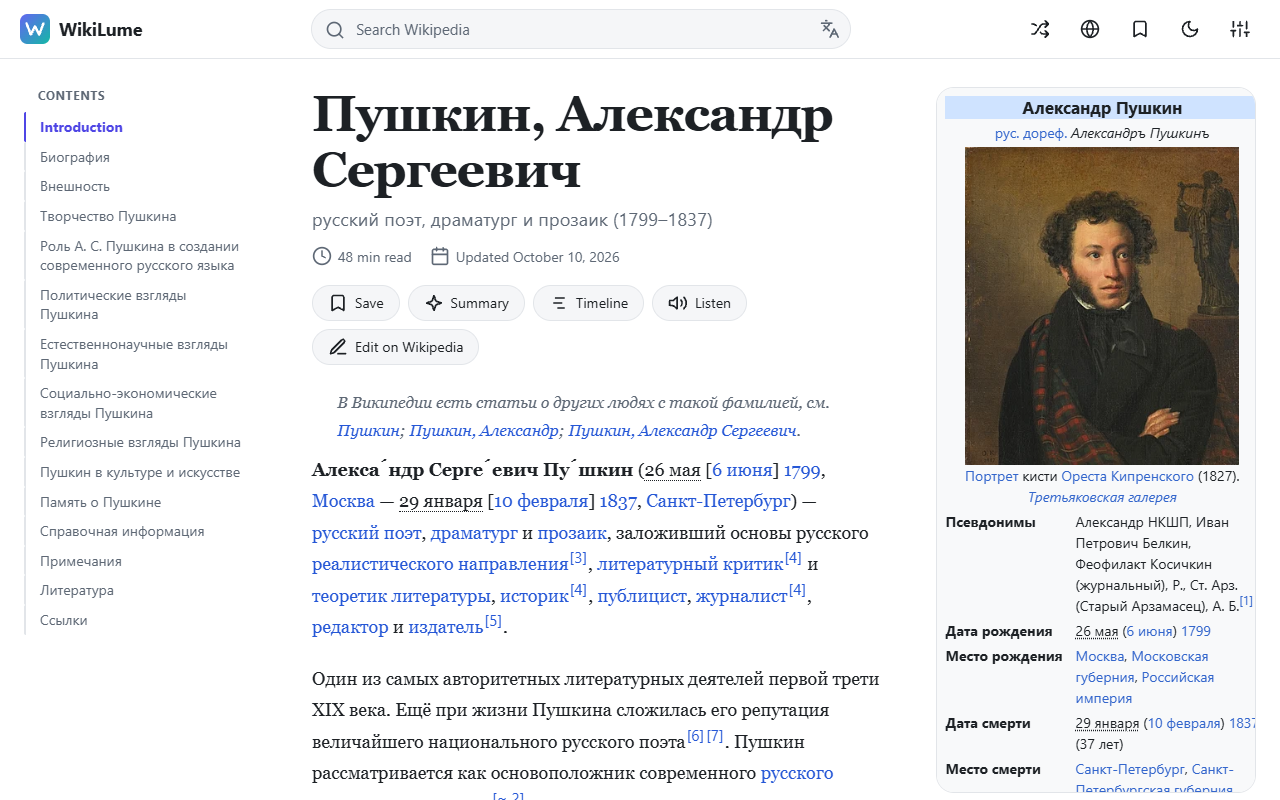 WikiLume
Search Wikipedia
CONTENTS
Introduction
Биография
Внешность
Творчество Пушкина
Роль А. С. Пушкина в создании
современного русского языка
Политические взгляды
Пушкина
Естественнонаучные взгляды
Пушкина
Социально-экономические
взгляды Пушкина
Религиозные взгляды Пушкина
Пушкин в культуре и искусстве
Память о Пушкине
Справочная информация
Примечания
Литература
Ссылки
Пушкин, Александр
Сергеевич
русский поэт, драматург и прозаик (1799–1837)
48 min read Updated October 10, 2026
Save Summary Timeline Listen
Edit on Wikipedia
В Википедии есть статьи о других людях с такой фамилией, см.
Пушкин; Пушкин, Александр; Пушкин, Александр Сергеевич.
Алекса́ндр Серге́евич Пу́шкин (26 мая [6 июня] 1799,
Москва — 29 января [10 февраля] 1837, Санкт-Петербург) —
русский поэт, драматург и прозаик, заложивший основы русского
реалистического направления[3], литературный критик[4] и
теоретик литературы, историк[4], публицист, журналист[4],
редактор и издатель[5].
Один из самых авторитетных литературных деятелей первой трети
XIX века. Ещё при жизни Пушкина сложилась его репутация
величайшего национального русского поэта[6][7]. Пушкин
рассматривается как основоположник современного русского
Александр Пушкин
рус. дореф. Александръ Пушкинъ
Портрет кисти Ореста Кипренского (1827).
Третьяковская галерея
Псевдонимы Александр НКШП, Иван
Петрович Белкин,
Феофилакт Косичкин
(журнальный), P., Ст. Арз.
(Старый Арзамасец), А. Б.[1]
Дата рождения 26 мая (6 июня) 1799
Место рождения Москва, Московская
губерния, Российская
империя
Дата смерти 29 января (10 февраля) 1837
(37 лет)
Место смерти Санкт-Петербург, Санкт-
Петербургская губерния